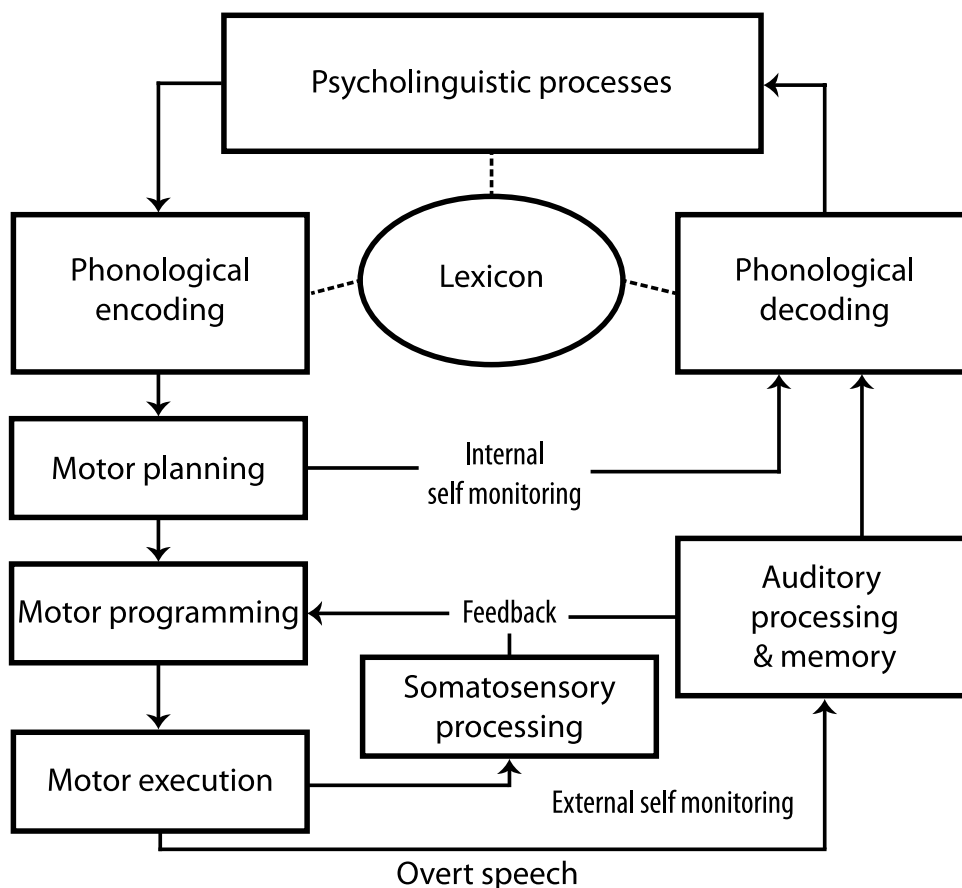 Psycholinguistic processes
Phonological
encoding
Lexicon
Phonological
decoding
Motor planning
Internal
self monitoring
Motor programming
Feedback
Auditory
processing
& memory
Somatosensory
processing
Motor execution
External self monitoring
Overt speech